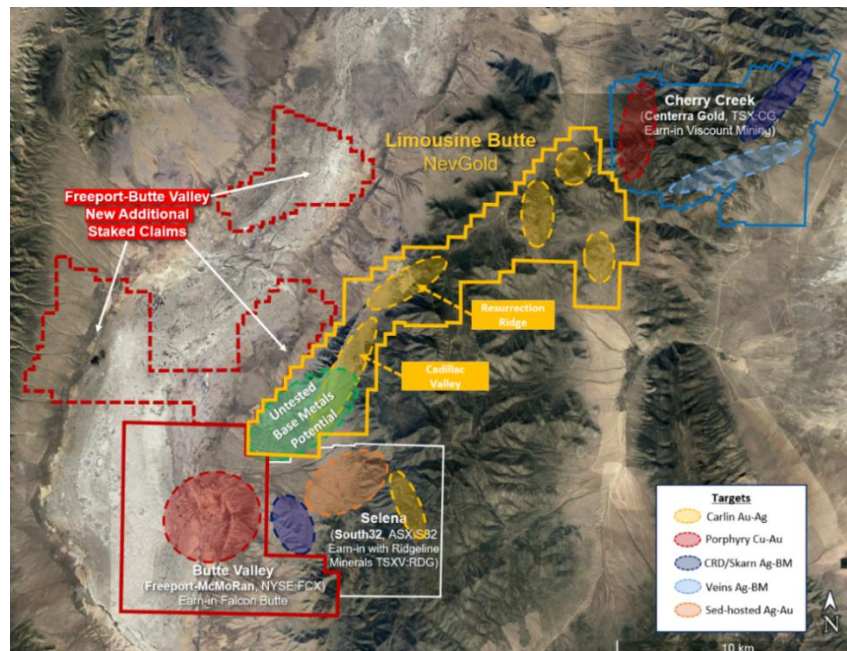 Cherry Creek
(Centerra Gold, TSX:CG,
Earn-in Viscount Mining)
Limousine Butte
NevGold
Freeport-Butte Valley
New Additional
Staked Claims
Resurrection
Ridge
Cadillac
Valley
Untested
Base Metals
Potential
Selena
(South32, ASX:S32
Earn-in with Ridgeline
Minerals TSXV:RDG)
Butte Valley
(Freeport-McMoRan, NYSE:FCX)
Earn-in-Falcon Butte
Targets
Carlin Au-Ag
Porphyry Cu-Au
CRD/Skarn Ag-BM
Veins Ag-BM
Sed-hosted Ag-Au
N
10 km